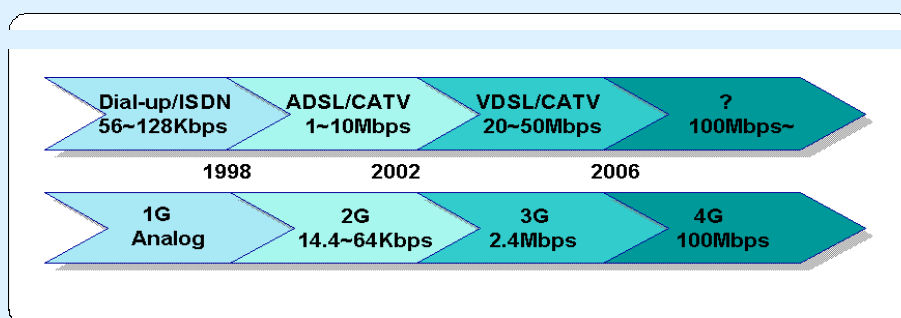 Dial-up/ISDN
56~128Kbps
ADSL/CATV
1~10Mbps
VDSL/CATV
20~50Mbps
?
100Mbps~
1998
2002
2006
1G
Analog
2G
14.4~64Kbps
3G
2.4Mbps
4G
100Mbps